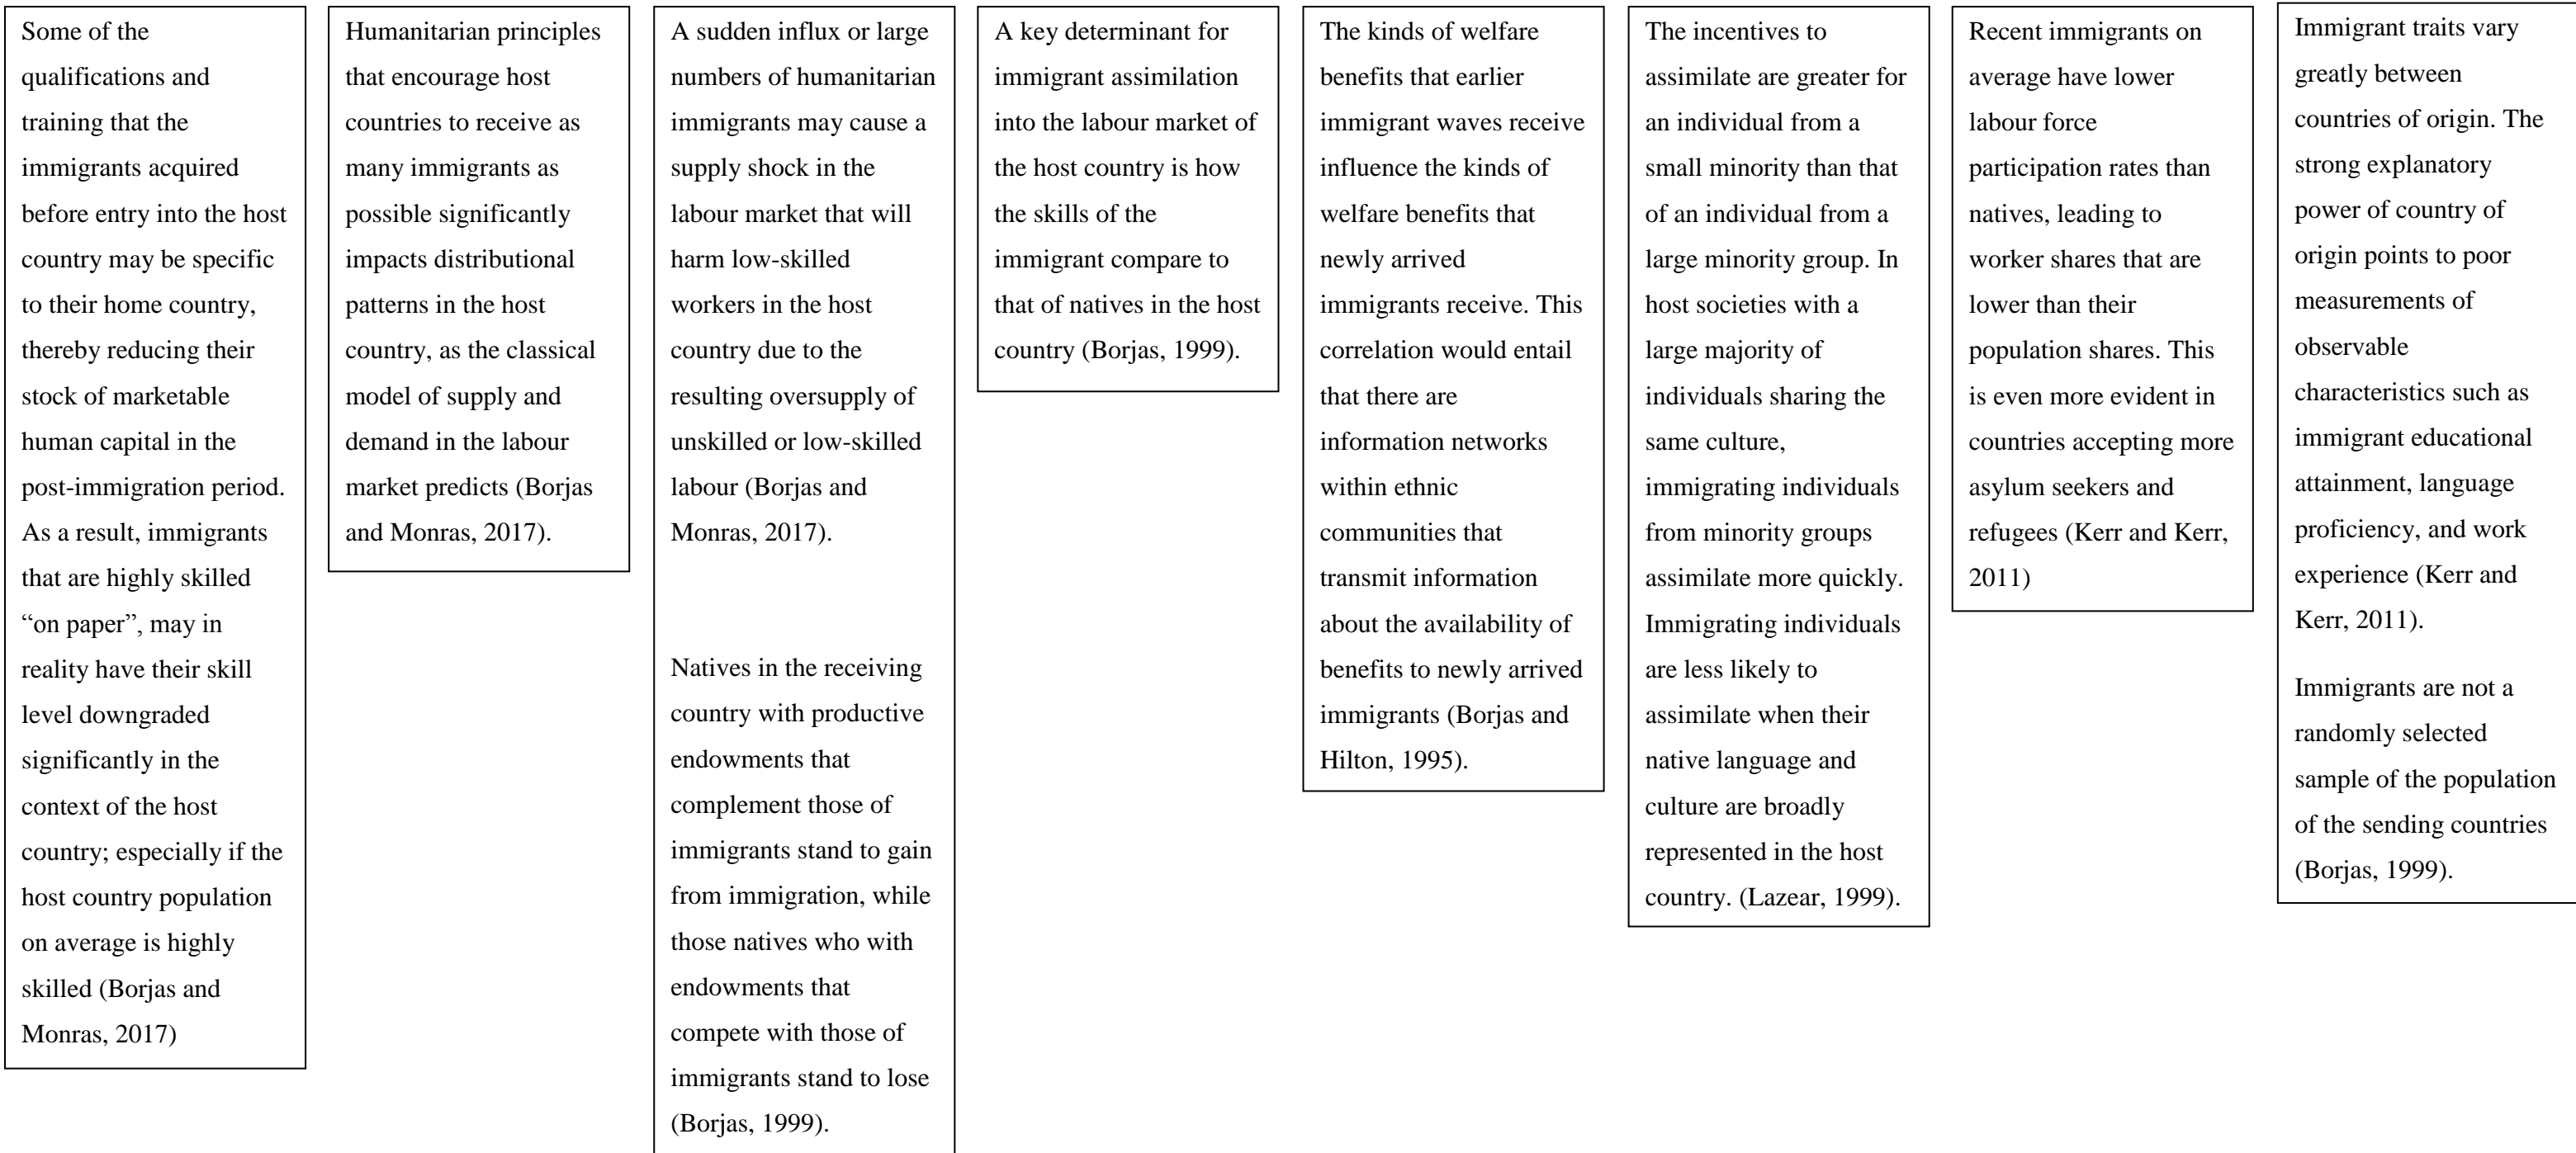 Some of the
qualifications and
training that the
immigrants acquired
before entry into the host
country may be specific
to their home country,
thereby reducing their
stock of marketable
human capital in the
post-immigration period.
As a result, immigrants
that are highly skilled
“on paper”, may in
reality have their skill
level downgraded
significantly in the
context of the host
country; especially if the
host country population
on average is highly
skilled (Borjas and
Monras, 2017)
Humanitarian principles
that encourage host
countries to receive as
many immigrants as
possible significantly
impacts distributional
patterns in the host
country, as the classical
model of supply and
demand in the labour
market predicts (Borjas
and Monras, 2017).
A sudden influx or large
numbers of humanitarian
immigrants may cause a
supply shock in the
labour market that will
harm low-skilled
workers in the host
country due to the
resulting oversupply of
unskilled or low-skilled
labour (Borjas and
Monras, 2017).
Natives in the receiving
country with productive
endowments that
complement those of
immigrants stand to gain
from immigration, while
those natives who with
endowments that
compete with those of
immigrants stand to lose
(Borjas, 1999).
A key determinant for
immigrant assimilation
into the labour market of
the host country is how
the skills of the
immigrant compare to
that of natives in the host
country (Borjas, 1999).
The kinds of welfare
benefits that earlier
immigrant waves receive
influence the kinds of
welfare benefits that
newly arrived
immigrants receive. This
correlation would entail
that there are
information networks
within ethnic
communities that
transmit information
about the availability of
benefits to newly arrived
immigrants (Borjas and
Hilton, 1995).
The incentives to
assimilate are greater for
an individual from a
small minority than that
of an individual from a
large minority group. In
host societies with a
large majority of
individuals sharing the
same culture,
immigrating individuals
from minority groups
assimilate more quickly.
Immigrating individuals
are less likely to
assimilate when their
native language and
culture are broadly
represented in the host
country. (Lazear, 1999).
Recent immigrants on
average have lower
labour force
participation rates than
natives, leading to
worker shares that are
lower than their
population shares. This
is even more evident in
countries accepting more
asylum seekers and
refugees (Kerr and Kerr,
2011)
Immigrant traits vary
greatly between
countries of origin. The
strong explanatory
power of country of
origin points to poor
measurements of
observable
characteristics such as
immigrant educational
attainment, language
proficiency, and work
experience (Kerr and
Kerr, 2011).
Immigrants are not a
randomly selected
sample of the population
of the sending countries
(Borjas, 1999).